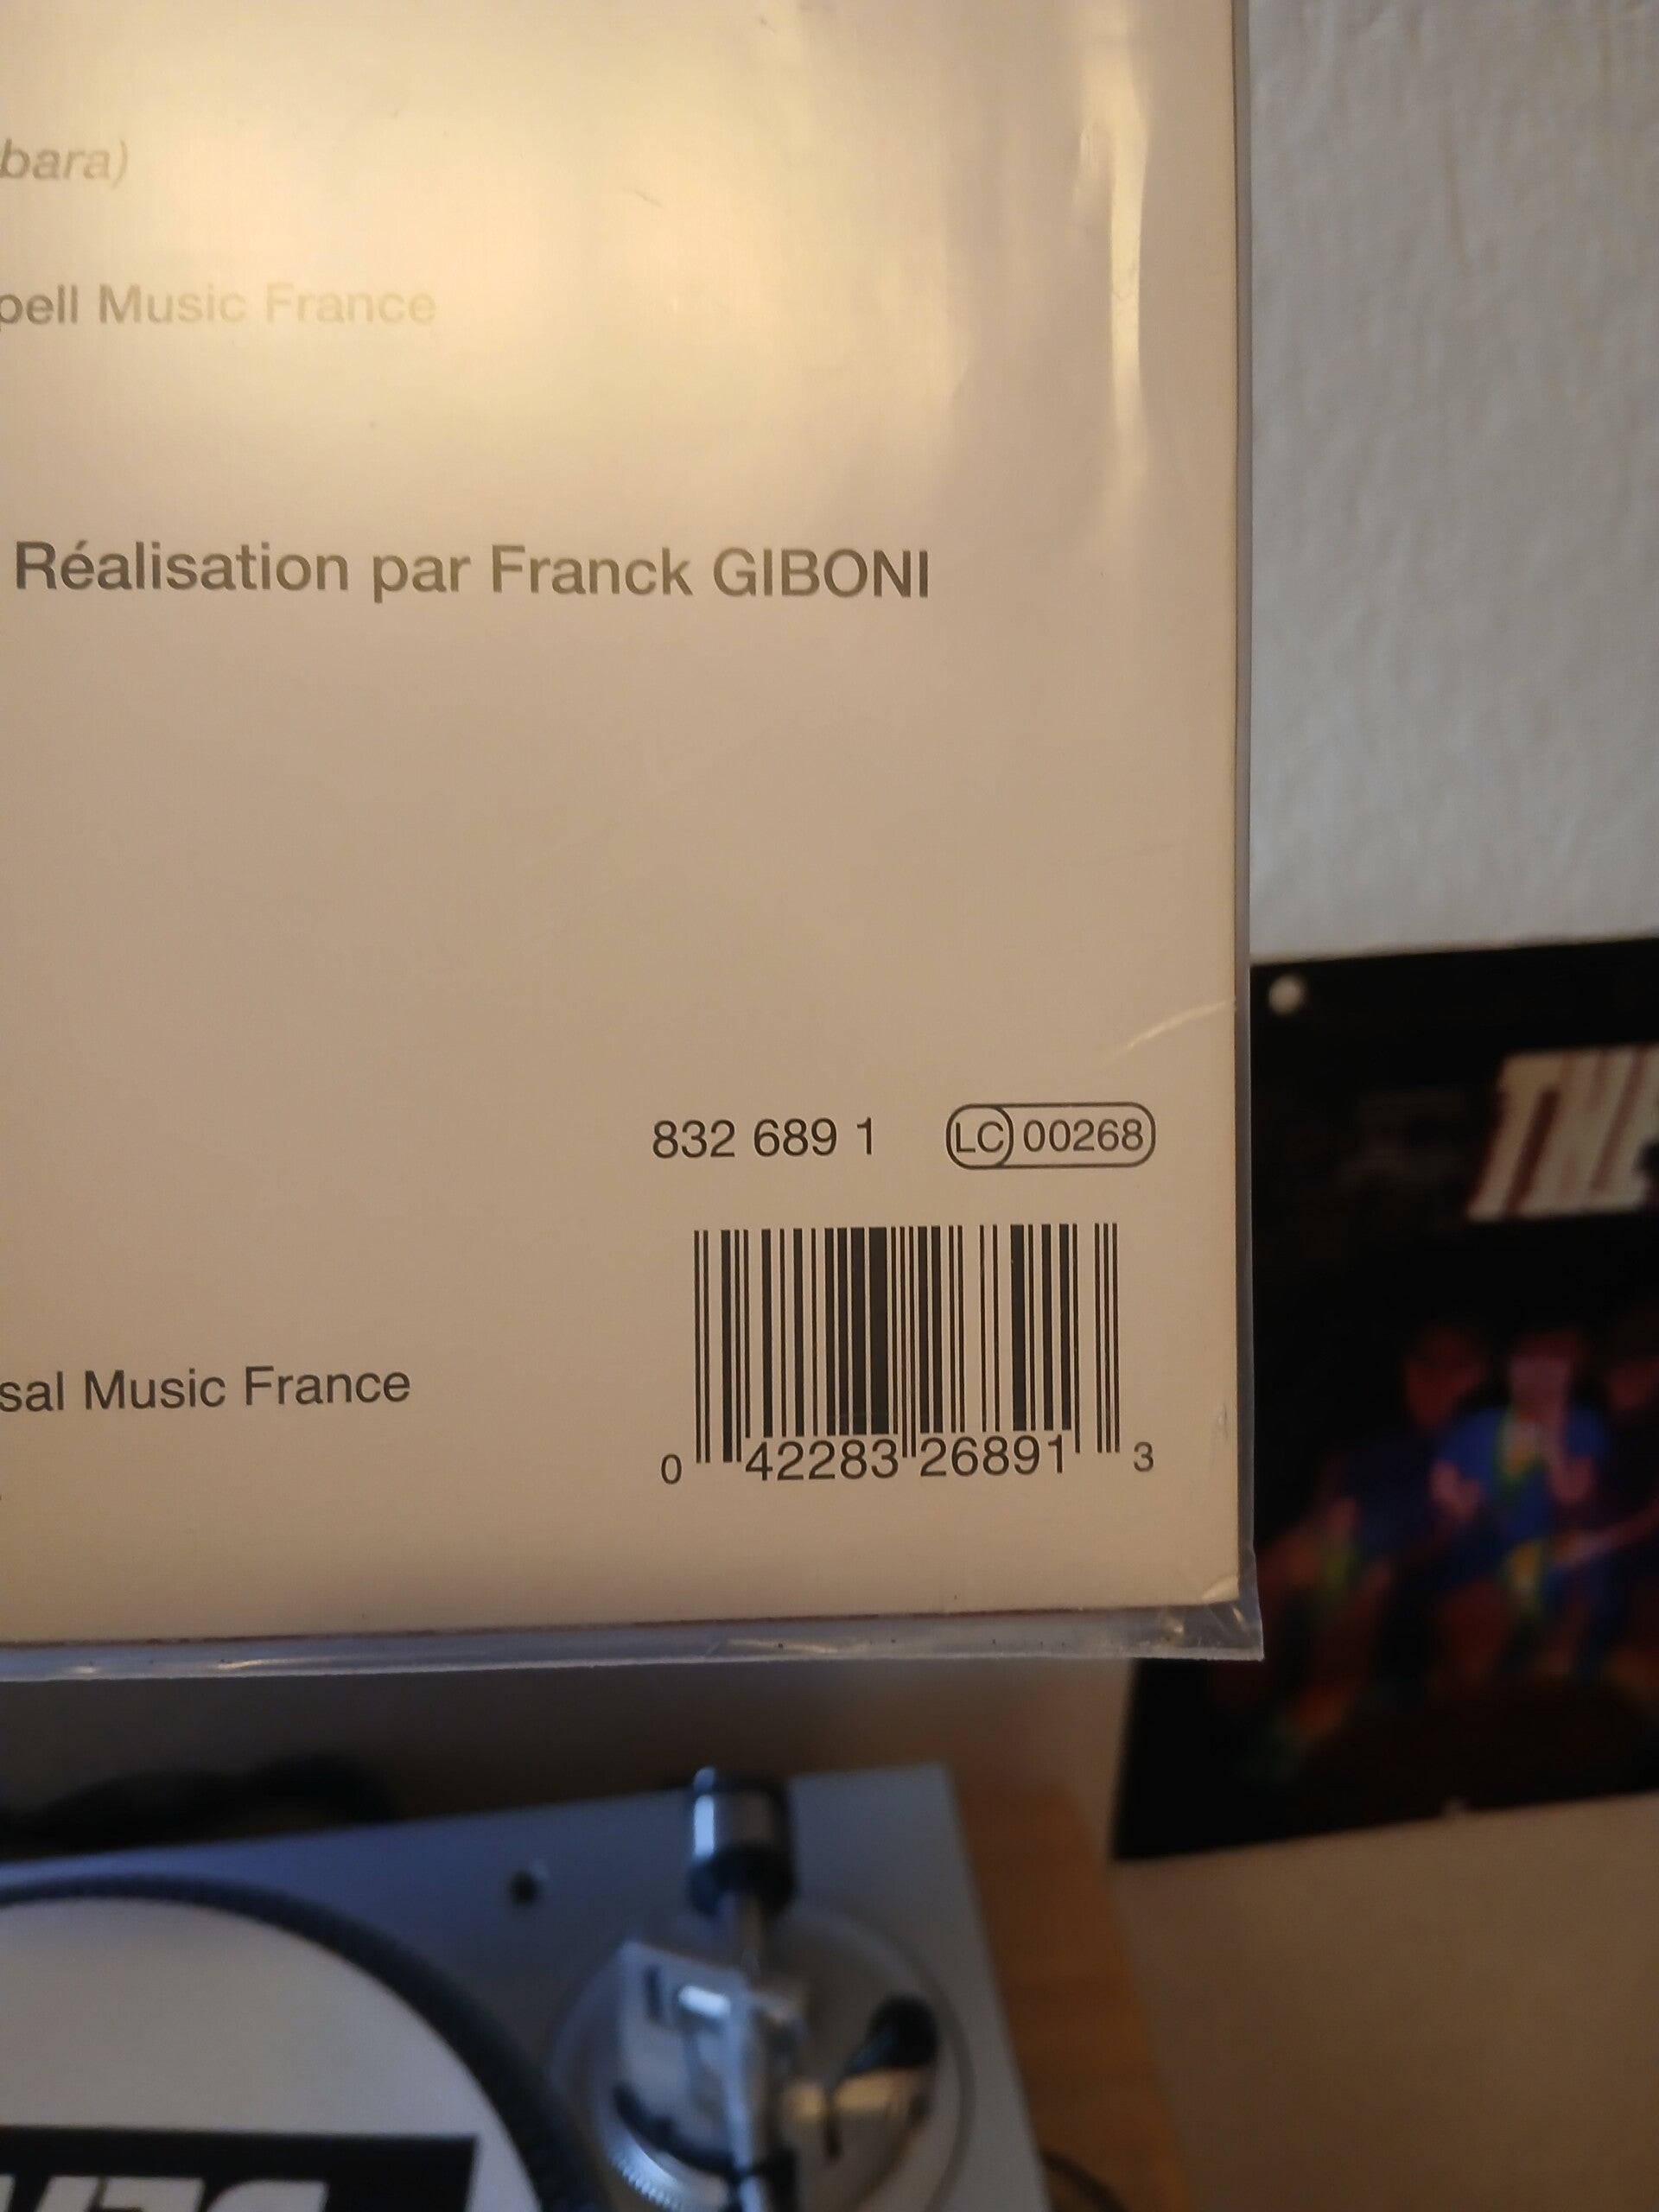 bara)
pell Music France
Réalisation par Franck GIBONI
832 689 1 LC 00268
sal Music France
0 42283 26891 3